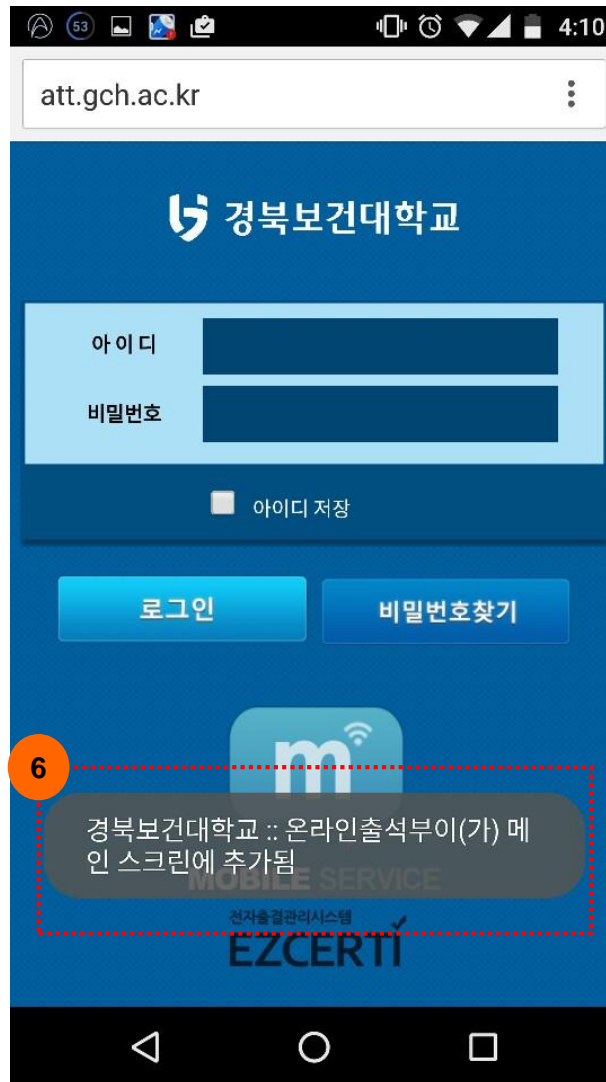 53
4:10
att.gch.ac.kr
경북보건대학교
아이디
비밀번호
아이디 저장
로그인
비밀번호찾기
m
6
경북보건대학교 :: 온라인출석부이(가) 메
인 스크린에 추가됨
MOBILE SERVICE
전자출결관리시스템
EZCERTI